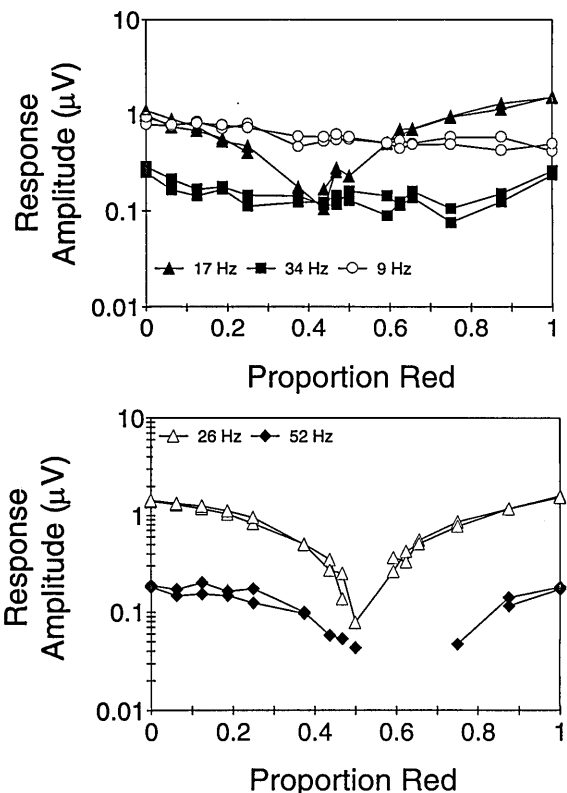 10
1
0.1
0.01
Response
Amplitude (μV)
17 Hz 34 Hz 9 Hz
0 0.2 0.4 0.6 0.8 1
Proportion Red
10
1
0.1
0.01
Response
Amplitude (μV)
26 Hz 52 Hz
0 0.2 0.4 0.6 0.8 1
Proportion Red